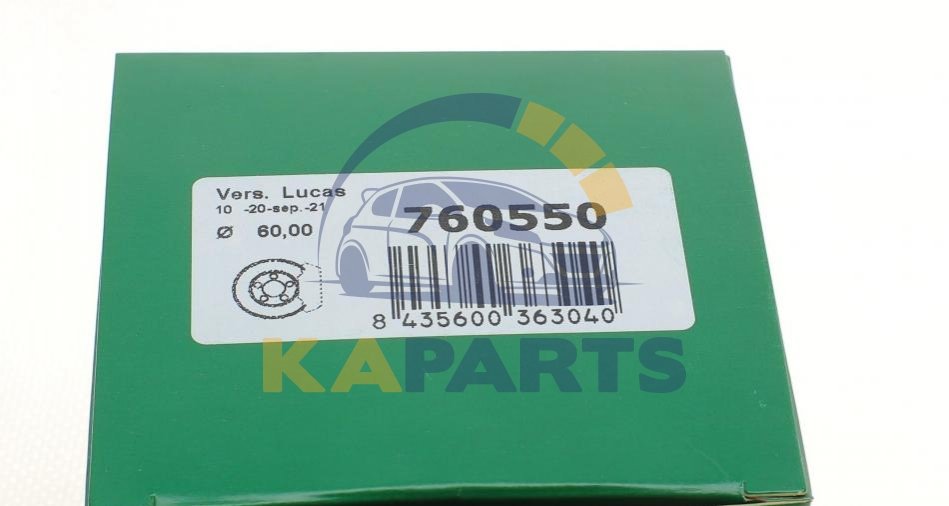 Vers. Lucas
10 -20-sep.-21
Ø 60,00
760550
8 435600 363040
KAPARTS